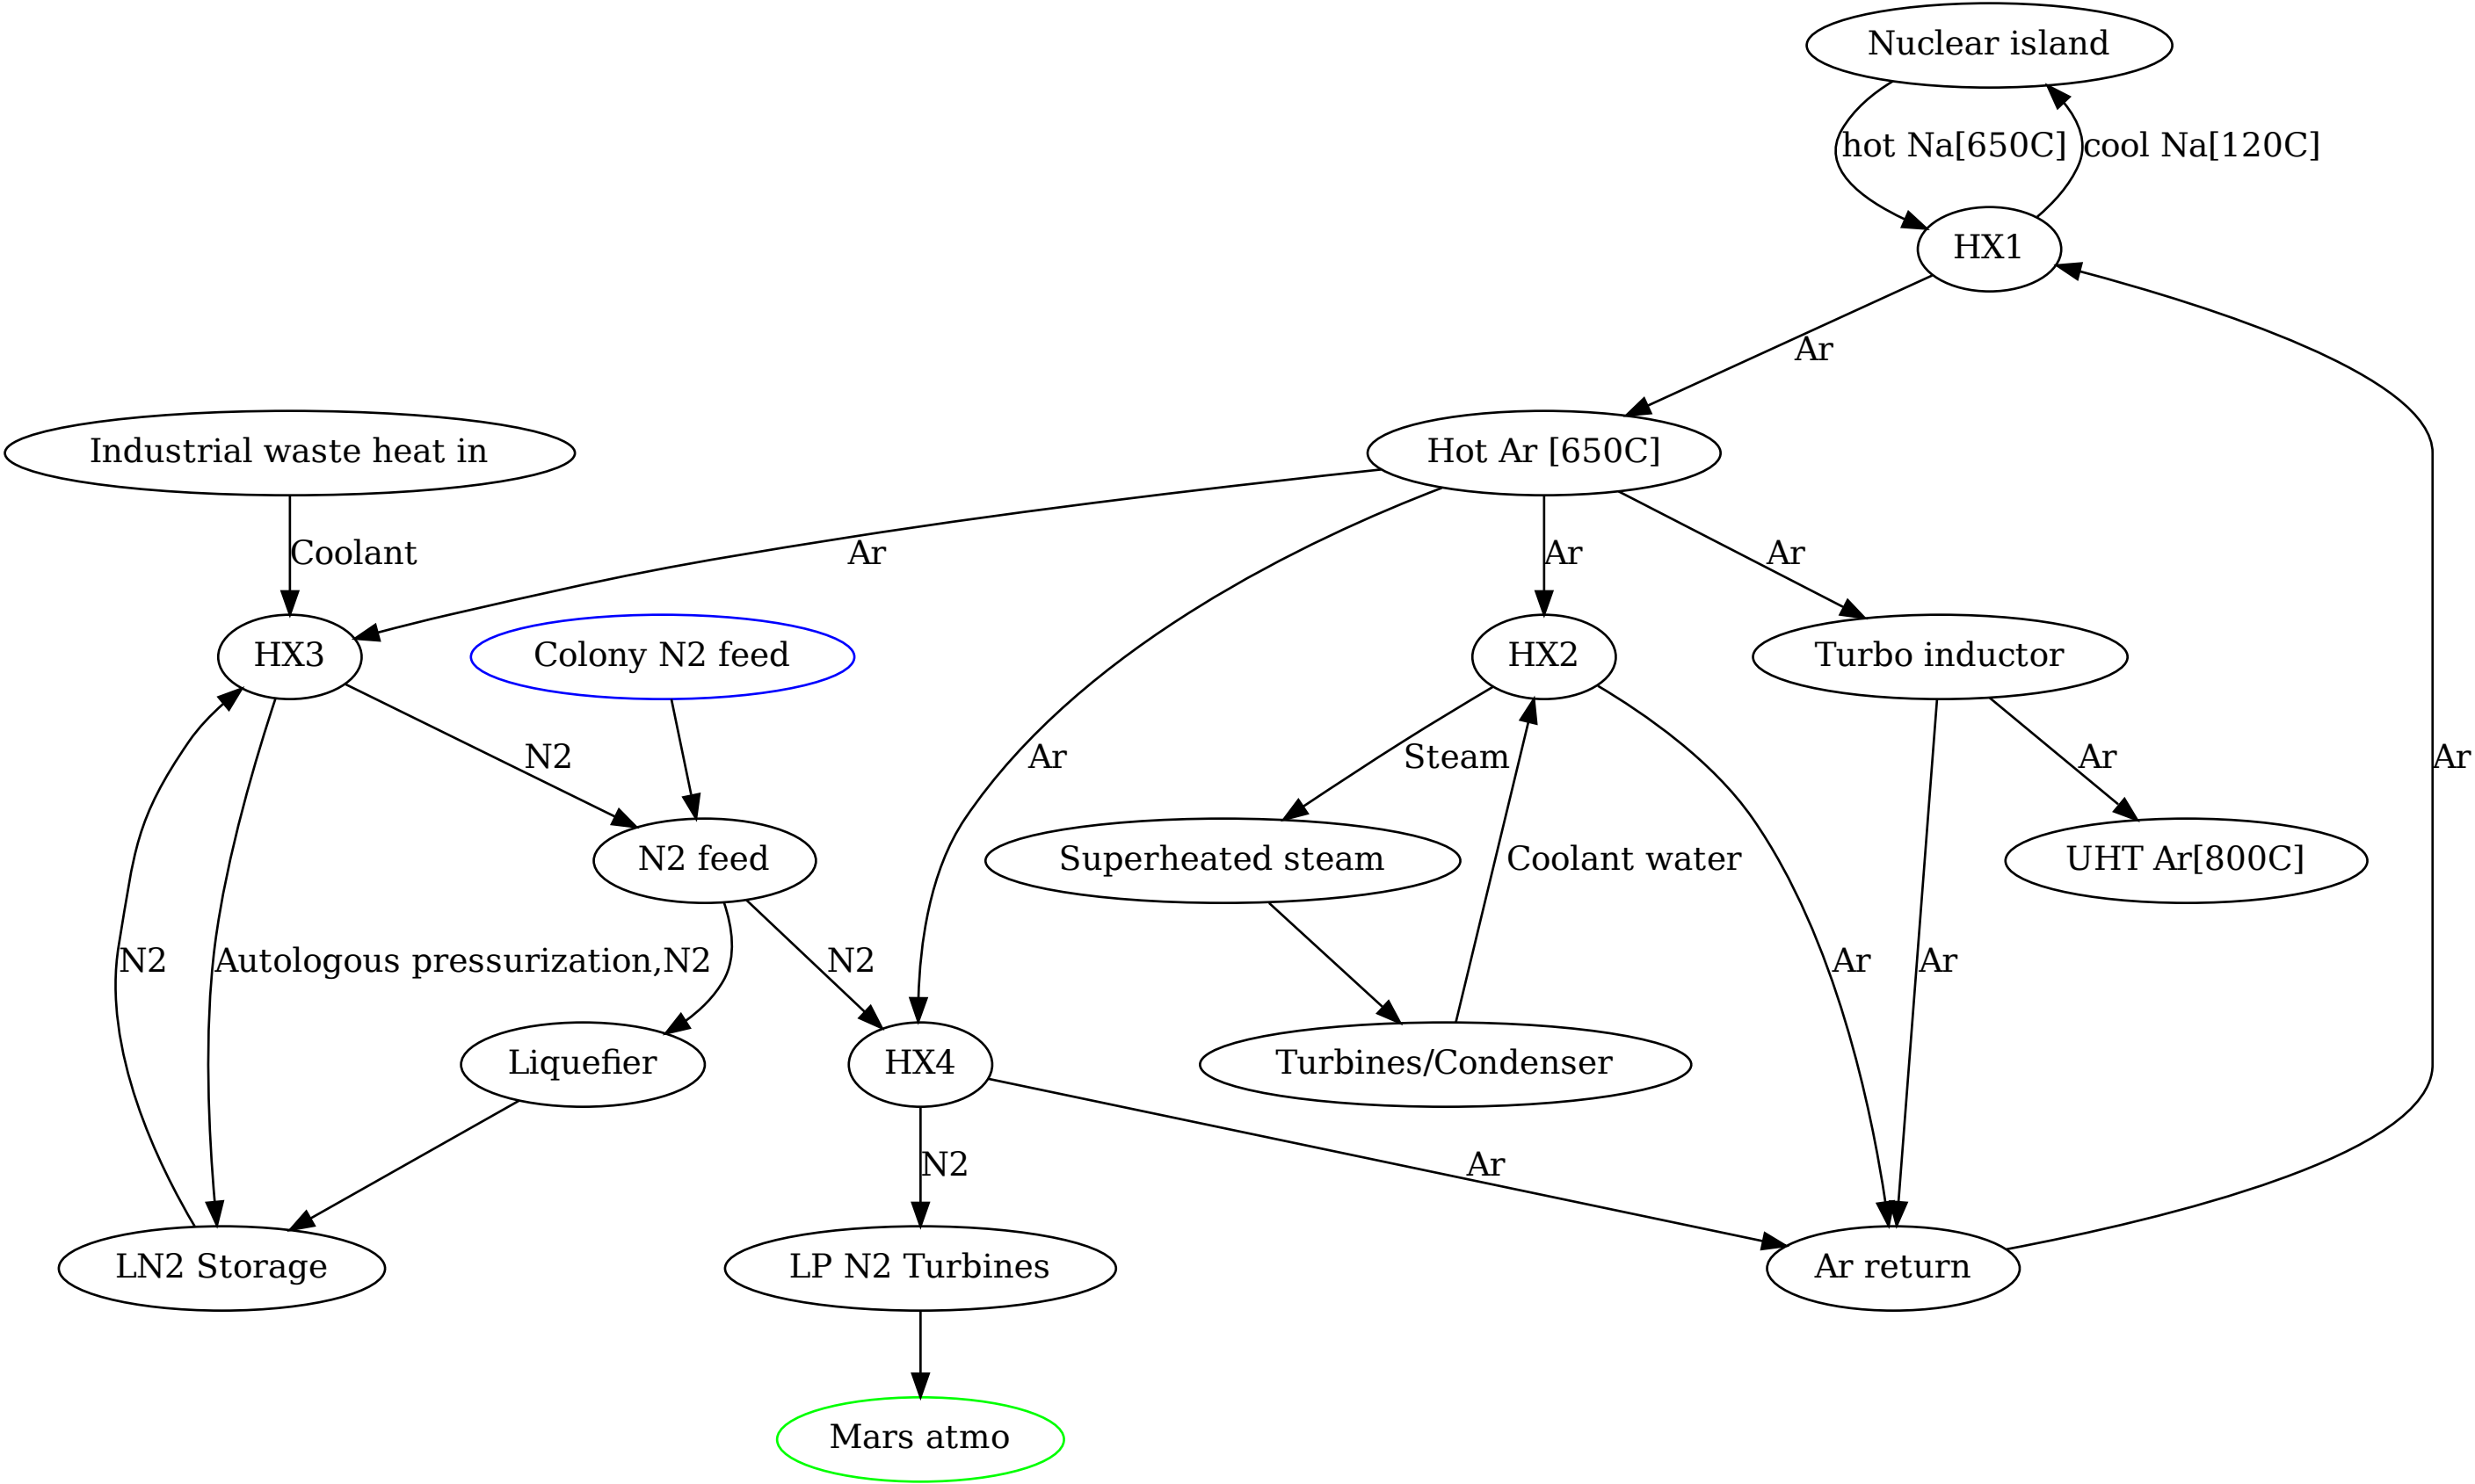 Nuclear island
hot Na[650C]
cool Na[120C]
HX1
Ar
Industrial waste heat in
Hot Ar [650C]
Coolant
Ar
Ar
Ar
HX3
Colony N2 feed
HX2
Turbo inductor
N2
Ar
Steam
Ar
Ar
N2 feed
Superheated steam
Coolant water
UHT Ar[800C]
N2
Autologous pressurization,N2
N2
Ar
Ar
Liquefier
HX4
Turbines/Condenser
N2
Ar
LN2 Storage
LP N2 Turbines
Ar return
Mars atmo